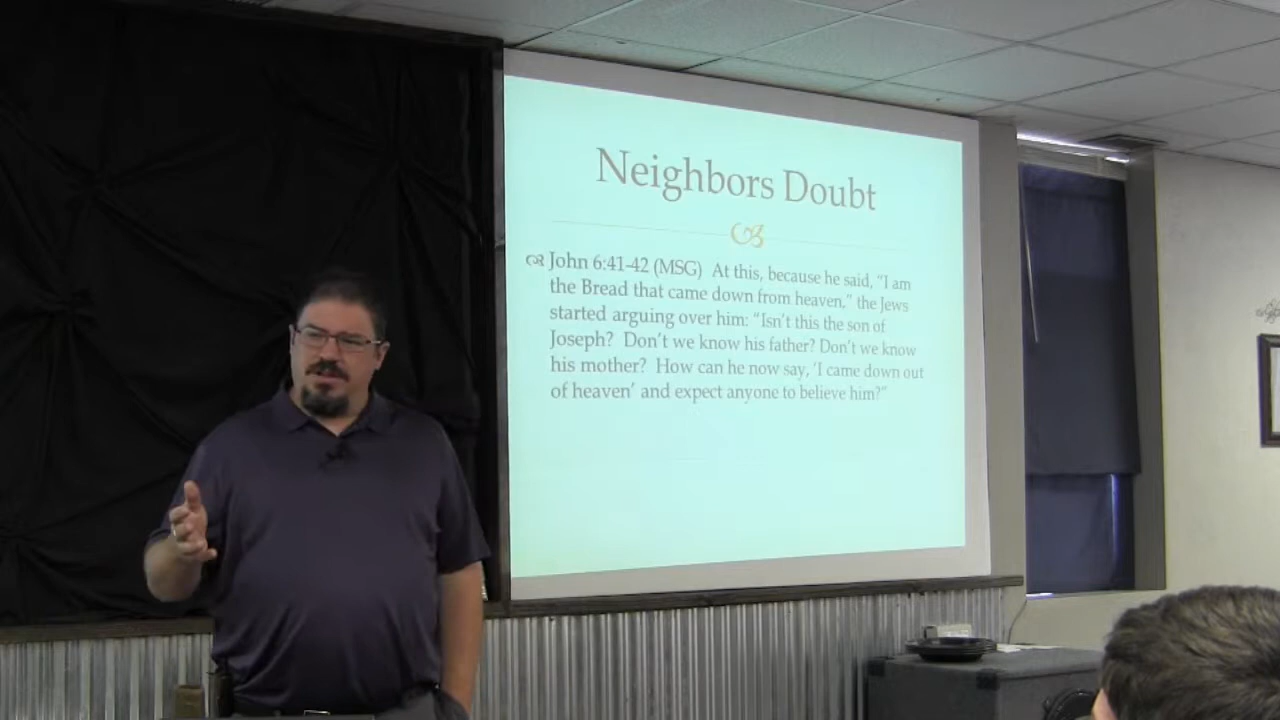 Neighbors Doubt
John 6:41-42 (MSG) At this, because he said, “I am
the Bread that came down from heaven,” the Jews
started arguing over him: “Isn’t this the son of
Joseph? Don’t we know his father? Don’t we know
his mother? How can he now say, ‘I came down out
of heaven’ and expect anyone to believe him?”